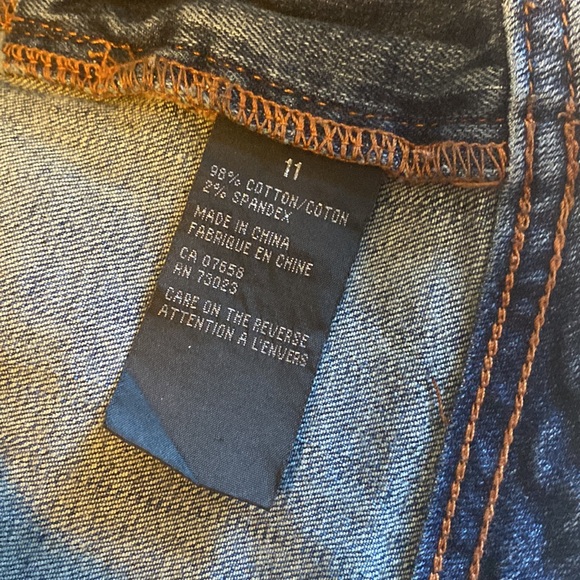 11
98% COTTON/COTON
2% SPANDEX
MADE IN CHINA
FABRIQUE EN CHINE
CA 07658
RN 73023
CARE ON THE REVERSE
ATTENTION À L'ENVERS